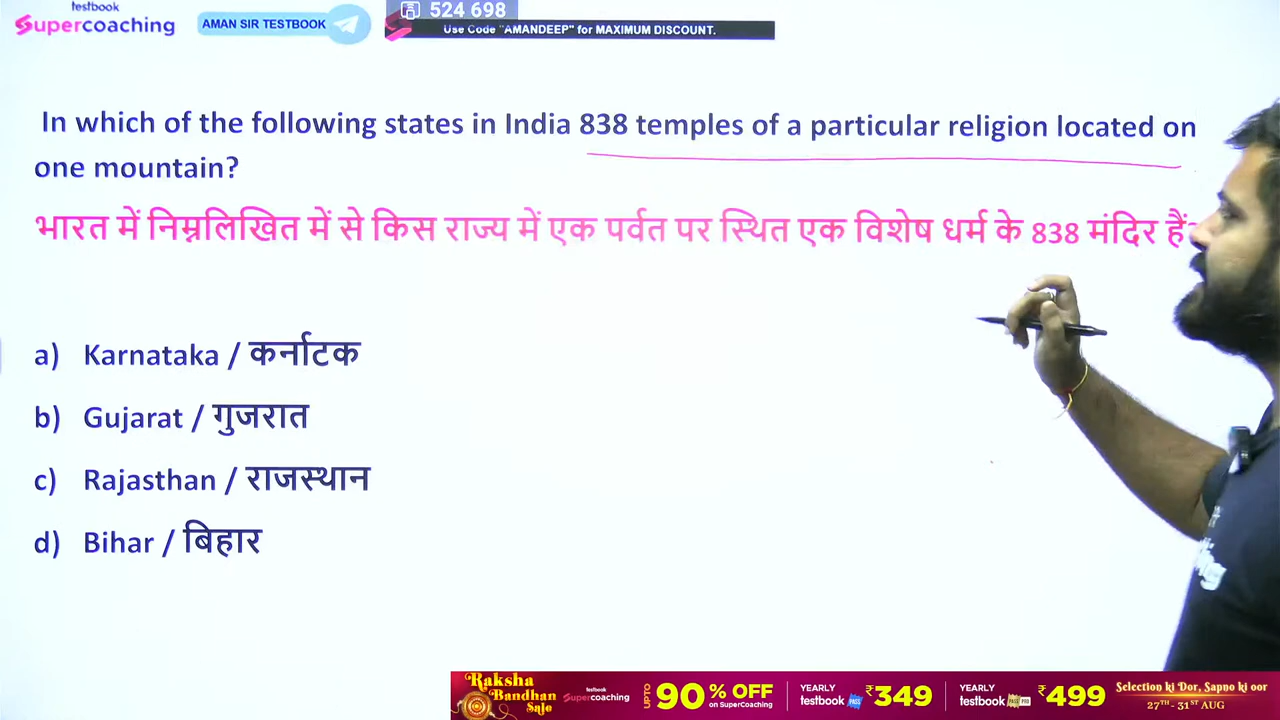 testbook
Supercoaching
AMAN SIR TESTBOOK
524 698
Use Code "AMANDEEP" for MAXIMUM DISCOUNT.
In which of the following states in India 838 temples of a particular religion located on
one mountain?
भारत में निम्नलिखित में से किस राज्य में एक पर्वत पर स्थित एक विशेष धर्म के 838 मंदिर हैं?
a) Karnataka / कर्नाटक
b) Gujarat / गुजरात
c) Rajasthan / राजस्थान
d) Bihar / बिहार
Raksha
Bandhan
Sale
testbook
Supercoaching
UPTO 90% OFF
on SuperCoaching
YEARLY
testbook PASS ₹349
YEARLY
testbook PASS PRO ₹499
Selection ki Dor, Sapno ki oor
27TH - 31ST AUG